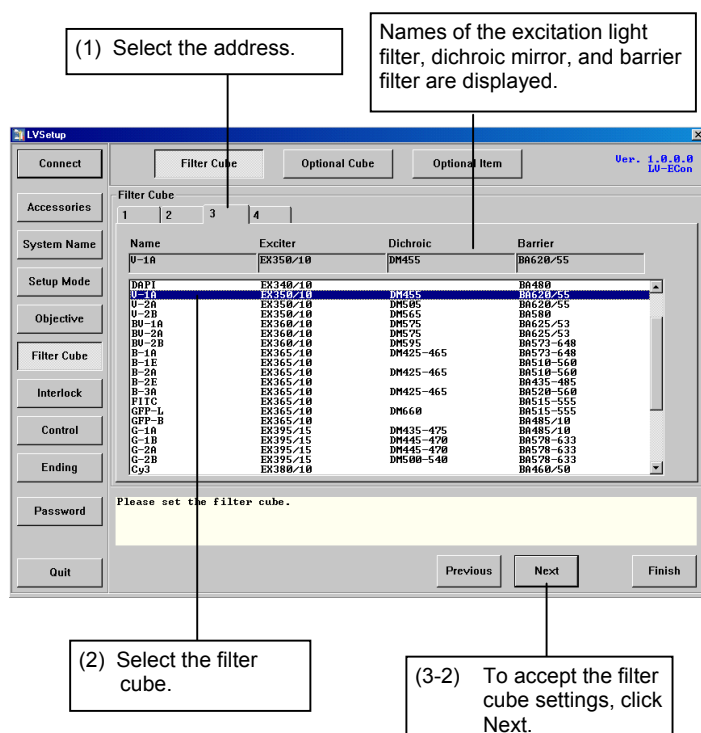 (1) Select the address.
Names of the excitation light
filter, dichroic mirror, and barrier
filter are displayed.
LVSetup
Connect
Filter Cube
Optional Cube
Optional Item
Ver. 1.0.0.0
LV-ECon
Accessories
System Name
Setup Mode
Objective
Filter Cube
Interlock
Control
Ending
Password
Quit
Filter Cube
1 2 3 4
Name Exciter Dichroic Barrier
V-1A EX350/10 DM455 BA620/55
DAPI EX340/10 BA480
V-1A EX350/10 DM455 BA620/55
V-2A EX350/10 DM505 BA620/55
V-2B EX350/10 DM565 BA580
BV-1A EX360/10 DM575 BA625/53
BV-2A EX360/10 DM575 BA625/53
BV-2B EX360/10 DM595 BA573-648
B-1A EX365/10 DM425-465 BA573-648
B-1E EX365/10 BA510-560
B-2A EX365/10 DM425-465 BA510-560
B-2E EX365/10 BA435-485
B-3A EX365/10 DM425-465 BA520-560
FITC EX365/10 BA515-555
GFP-L EX365/10 DM660 BA515-555
GFP-B EX365/10 BA485/10
G-1A EX395/15 DM435-475 BA485/10
G-1B EX395/15 DM445-470 BA578-633
G-2A EX395/15 DM445-470 BA578-633
G-2B EX395/15 DM500-540 BA578-633
Cy3 EX380/10 BA460/50
Please set the filter cube.
Previous
Next
Finish
(2) Select the filter
cube.
(3-2) To accept the filter
cube settings, click
Next.